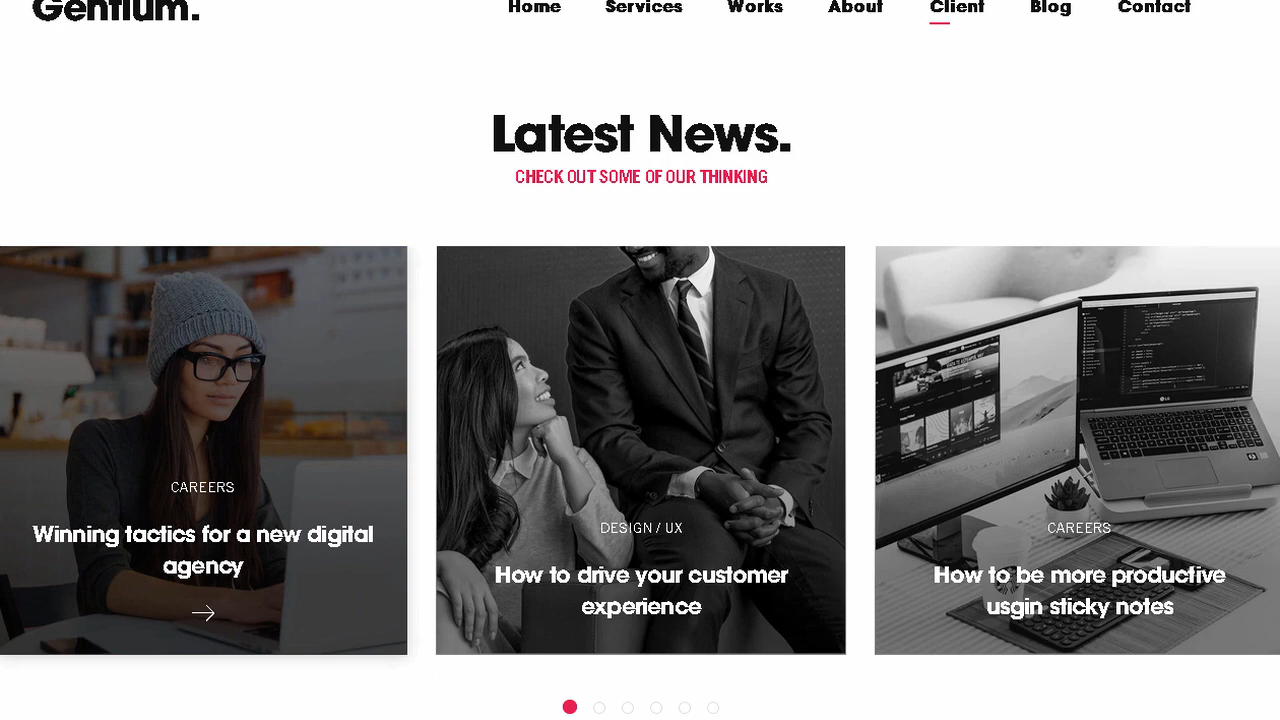 Gentium.
Home Services Works About Client Blog Contact
Latest News.
CHECK OUT SOME OF OUR THINKING
CAREERS
Winning tactics for a new digital
agency
DESIGN / UX
How to drive your customer
experience
CAREERS
How to be more productive
usgin sticky notes